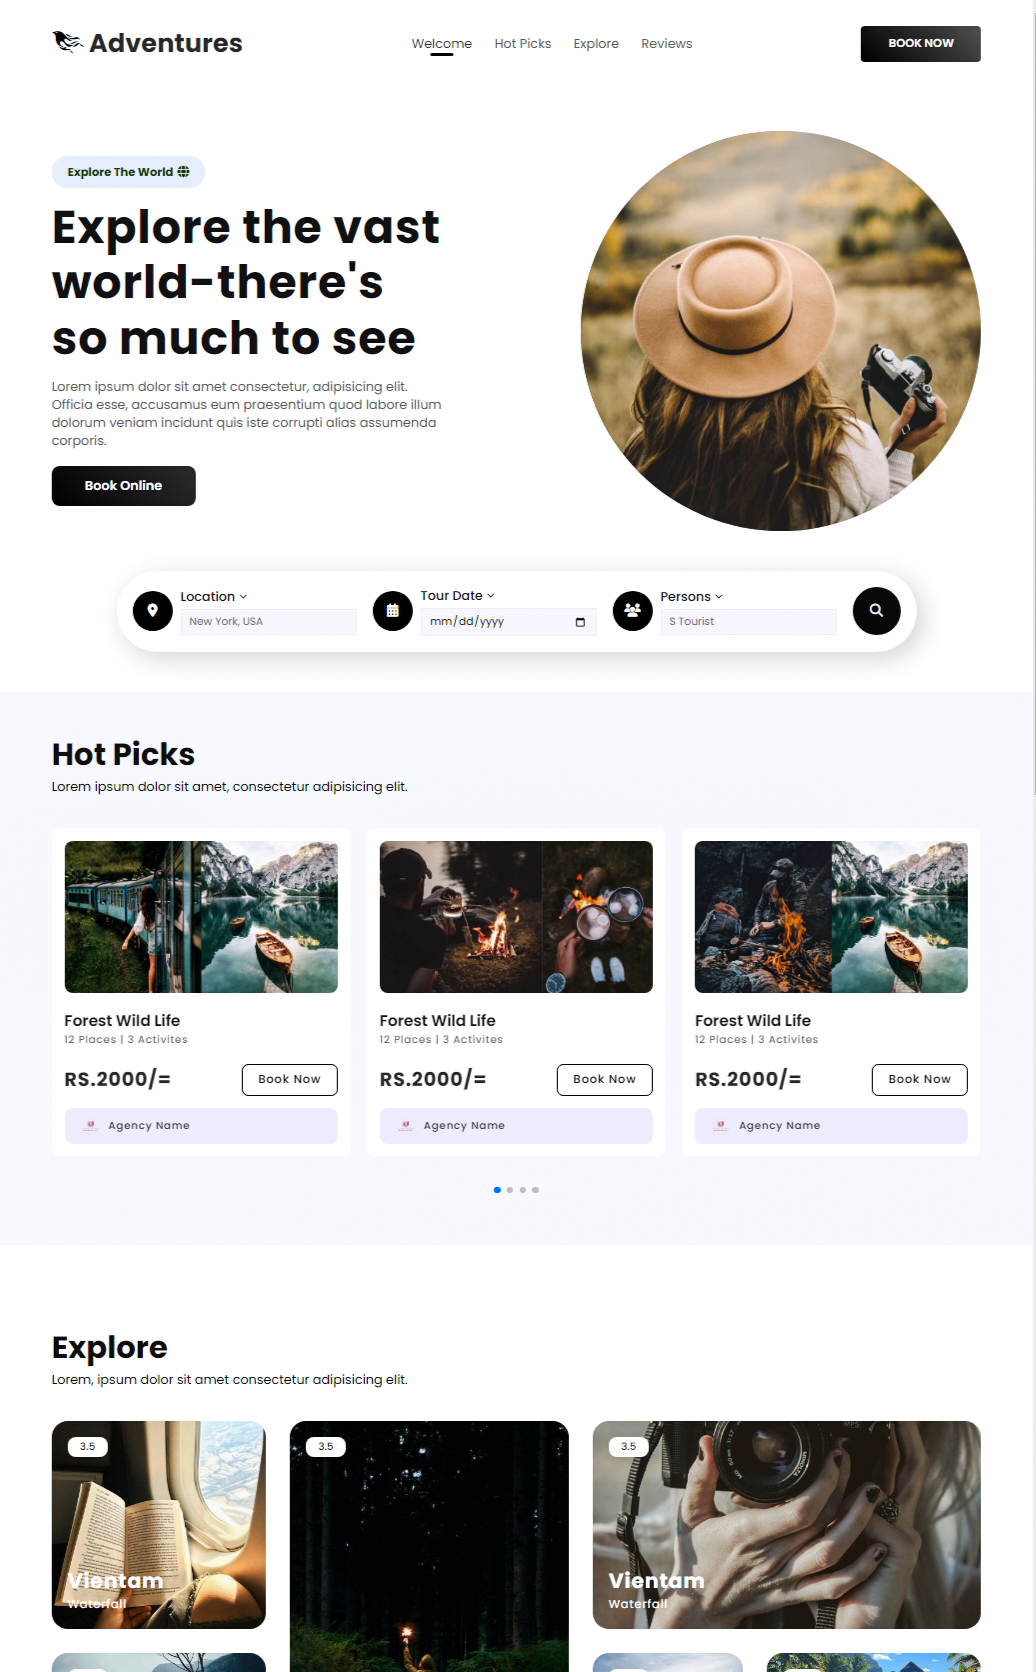 Adventures
Welcome Hot Picks Explore Reviews
BOOK NOW
Explore The World
Explore the vast
world-there's
so much to see
Lorem ipsum dolor sit amet consectetur, adipisicing elit.
Officia esse, accusamus eum praesentium quod labore illum
dolorum veniam incidunt quis iste corrupti alias assumenda
corporis.
Book Online
Location
New York, USA
Tour Date
mm/dd/yyyy
Persons
S Tourist
Hot Picks
Lorem ipsum dolor sit amet, consectetur adipisicing elit.
Forest Wild Life
12 Places | 3 Activites
RS.2000/=
Book Now
Agency Name
Forest Wild Life
12 Places | 3 Activites
RS.2000/=
Book Now
Agency Name
Forest Wild Life
12 Places | 3 Activites
RS.2000/=
Book Now
Agency Name
Explore
Lorem, ipsum dolor sit amet consectetur adipisicing elit.
3.5
Vientam
Waterfall
3.5
3.5
Vientam
Waterfall